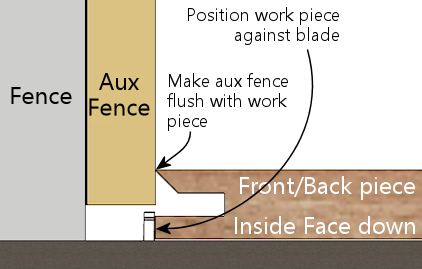 Position work piece
against blade
Fence
Aux
Fence
Make aux fence
flush with work
piece
Front/Back piece
Inside Face down